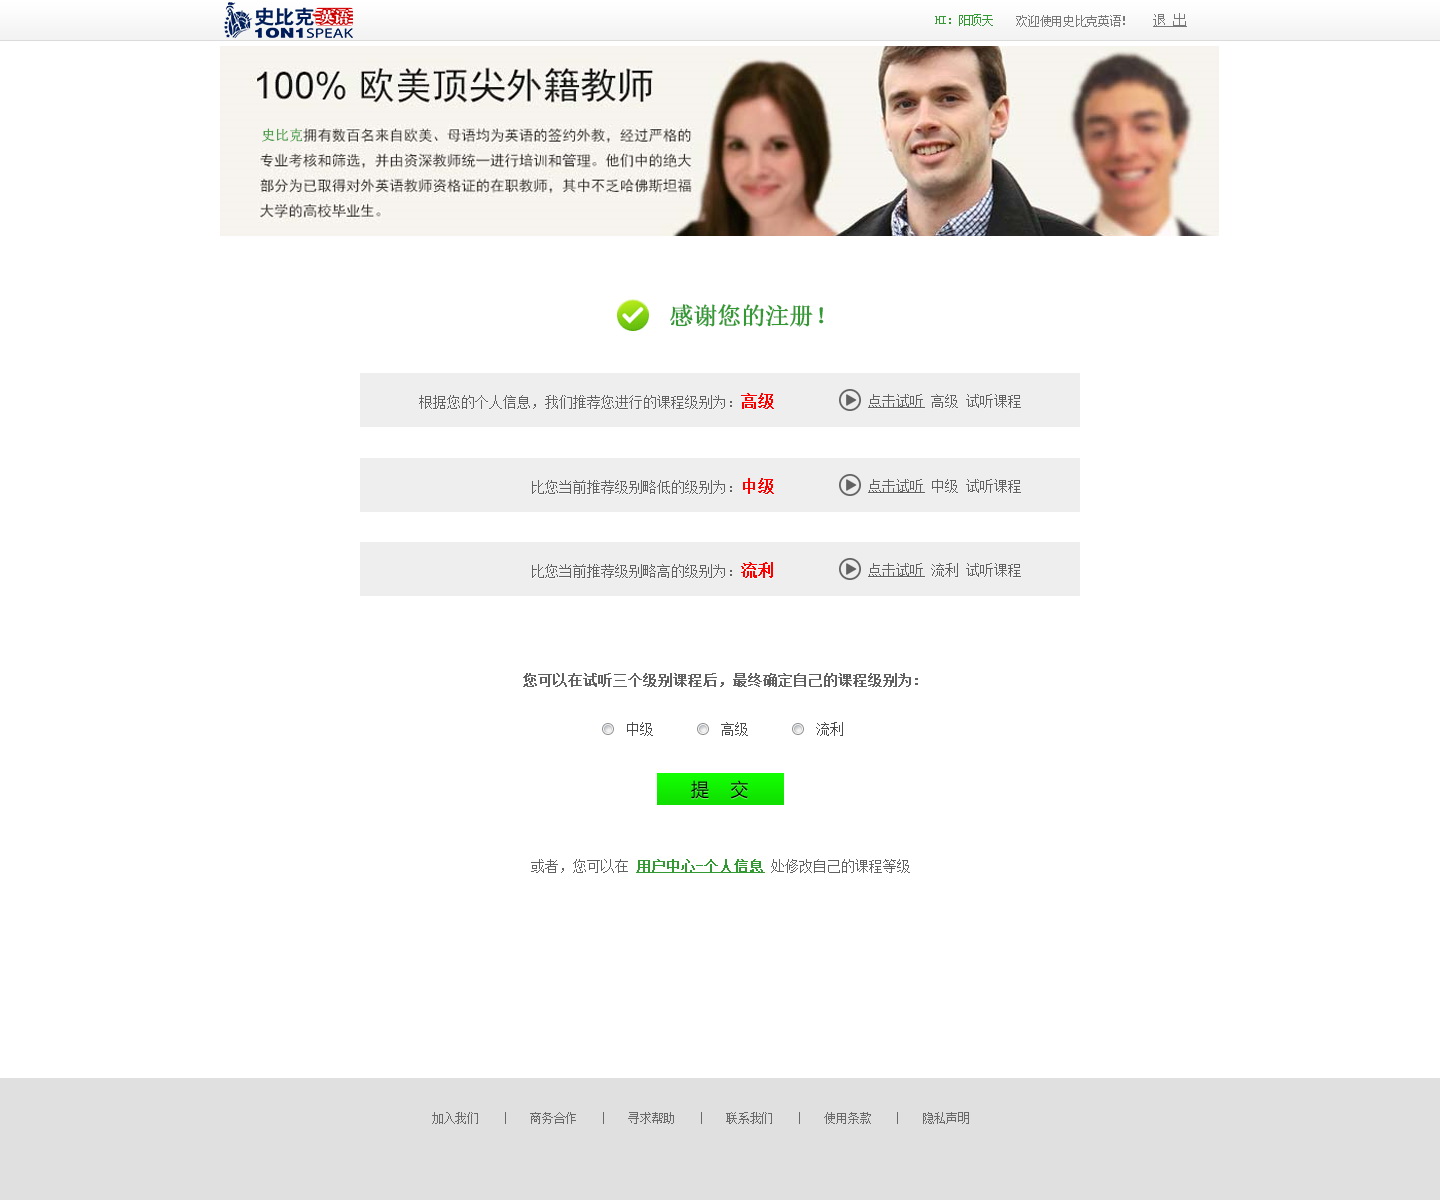 史比克英语
1ON1SPEAK
HI：阳顶天 欢迎使用史比克英语! 退 出
100% 欧美顶尖外籍教师
史比克拥有数百名来自欧美、母语均为英语的签约外教，经过严格的
专业考核和筛选，并由资深教师统一进行培训和管理。他们中的绝大
部分为已取得对外英语教师资格证的在职教师，其中不乏哈佛斯坦福
大学的高校毕业生。
感谢您的注册！
根据您的个人信息，我们推荐您进行的课程级别为：高级 点击试听 高级 试听课程
比您当前推荐级别略低的级别为：中级 点击试听 中级 试听课程
比您当前推荐级别略高的级别为：流利 点击试听 流利 试听课程
您可以在试听三个级别课程后，最终确定自己的课程级别为：
中级 高级 流利
提 交
或者，您可以在 用户中心-个人信息 处修改自己的课程等级
加入我们 | 商务合作 | 寻求帮助 | 联系我们 | 使用条款 | 隐私声明